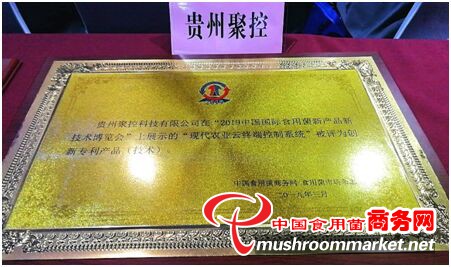 贵州聚控
贵州聚控科技有限公司在“2019中国国际食用菌新产品新
技术博览会”上展示的“现代农业云终端控制系统”被评为创
新专利产品（技术）
中国食用菌商务网/食用菌市场杂志
二〇一八年三月
中国食用菌商务网
mushroommarket.net